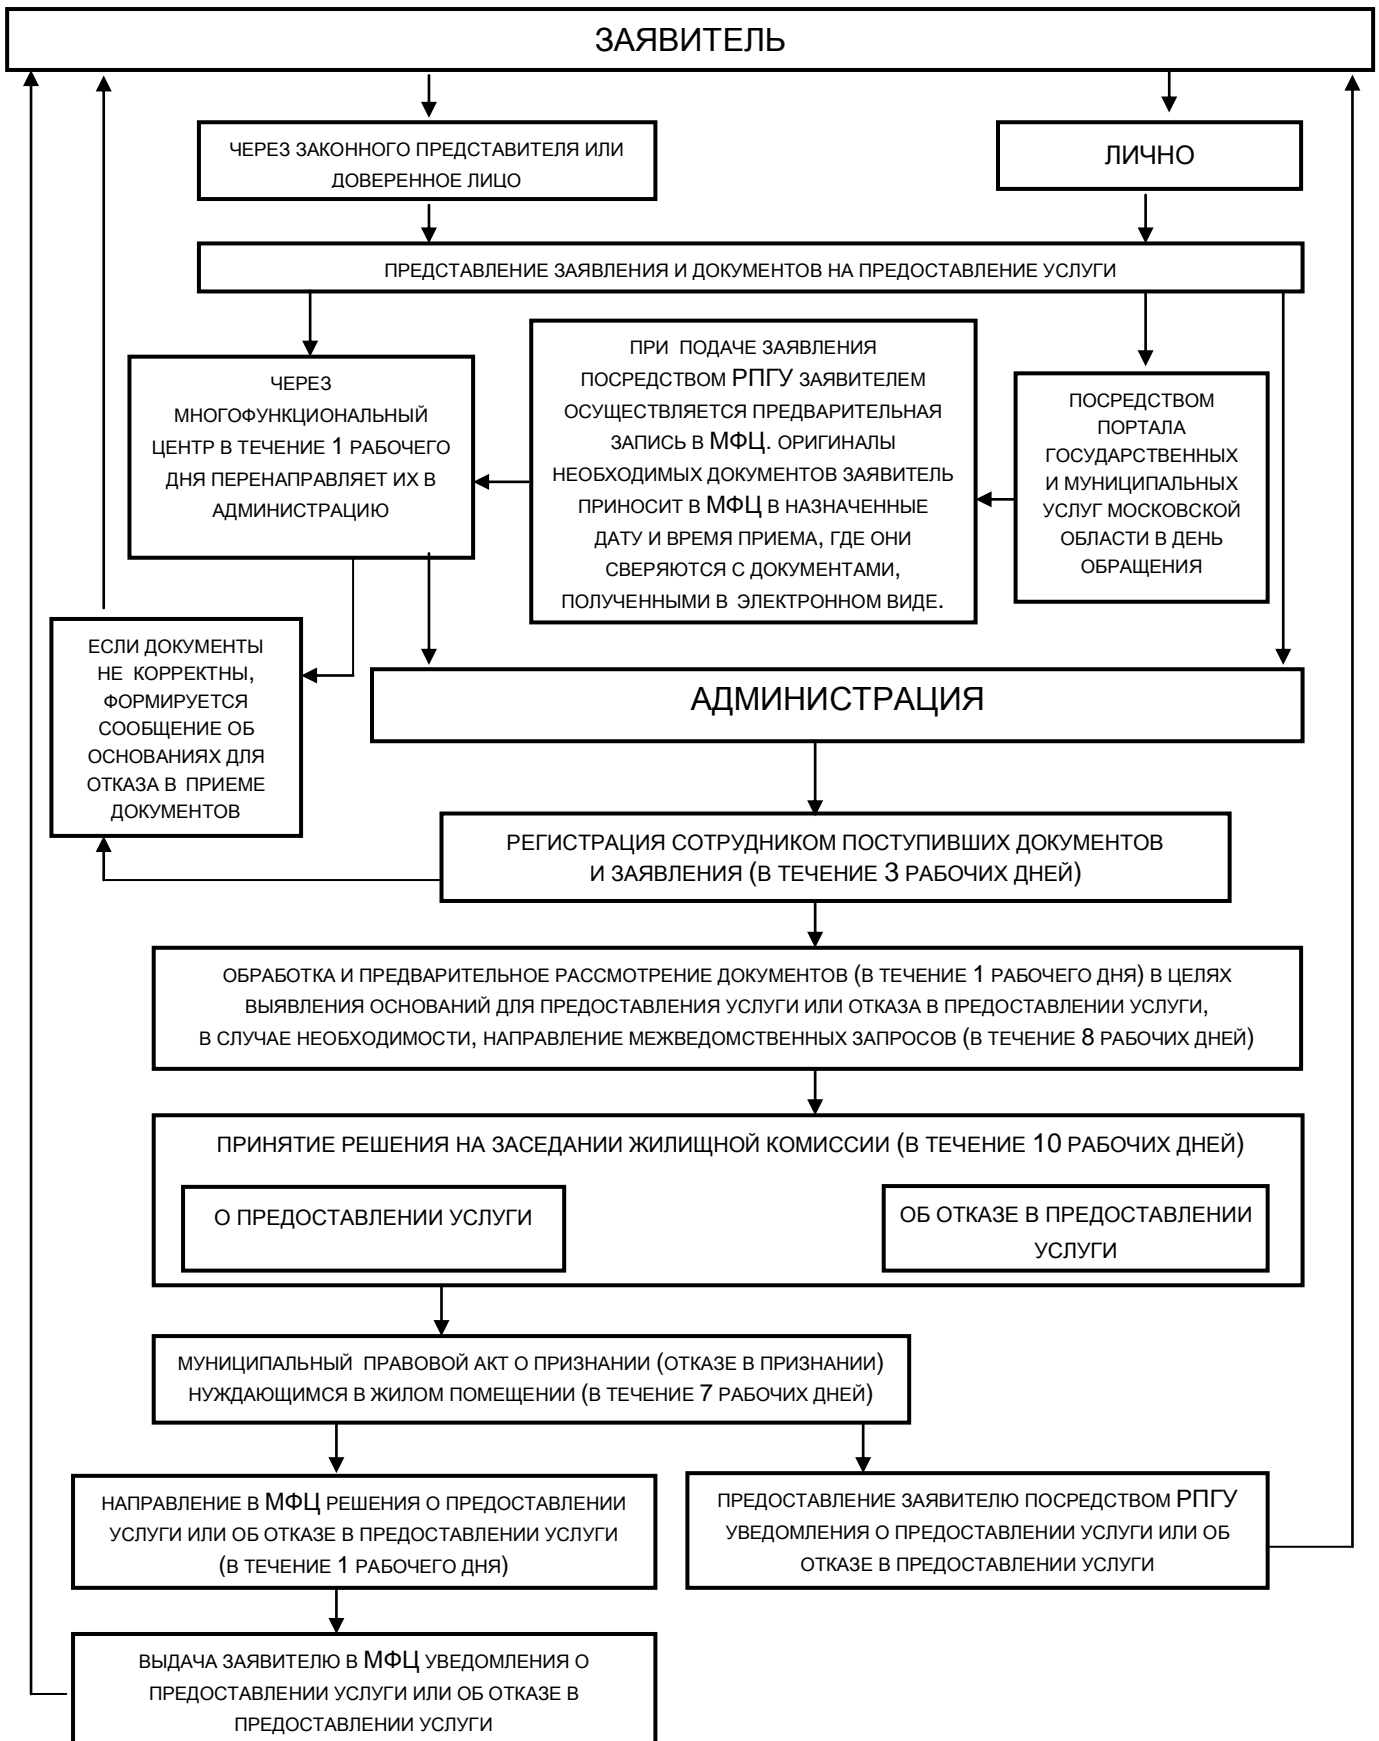 ЗАЯВИТЕЛЬ
ЧЕРЕЗ ЗАКОННОГО ПРЕДСТАВИТЕЛЯ ИЛИ
ДОВЕРЕННОЕ ЛИЦО
ЛИЧНО
ПРЕДСТАВЛЕНИЕ ЗАЯВЛЕНИЯ И ДОКУМЕНТОВ НА ПРЕДОСТАВЛЕНИЕ УСЛУГИ
ЧЕРЕЗ
МНОГОФУНКЦИОНАЛЬНЫЙ
ЦЕНТР В ТЕЧЕНИЕ 1 РАБОЧЕГО
ДНЯ ПЕРЕНАПРАВЛЯЕТ ИХ В
АДМИНИСТРАЦИЮ
ПРИ ПОДАЧЕ ЗАЯВЛЕНИЯ
ПОСРЕДСТВОМ РПГУ ЗАЯВИТЕЛЕМ
ОСУЩЕСТВЛЯЕТСЯ ПРЕДВАРИТЕЛЬНАЯ
ЗАПИСЬ В МФЦ. ОРИГИНАЛЫ
НЕОБХОДИМЫХ ДОКУМЕНТОВ ЗАЯВИТЕЛЬ
ПРИНОСИТ В МФЦ В НАЗНАЧЕННЫЕ
ДАТУ И ВРЕМЯ ПРИЕМА, ГДЕ ОНИ
СВЕРЯЮТСЯ С ДОКУМЕНТАМИ,
ПОЛУЧЕННЫМИ В ЭЛЕКТРОННОМ ВИДЕ.
ПОСРЕДСТВОМ
ПОРТАЛА
ГОСУДАРСТВЕННЫХ
И МУНИЦИПАЛЬНЫХ
УСЛУГ МОСКОВСКОЙ
ОБЛАСТИ В ДЕНЬ
ОБРАЩЕНИЯ
ЕСЛИ ДОКУМЕНТЫ
НЕ КОРРЕКТНЫ,
ФОРМИРУЕТСЯ
СООБЩЕНИЕ ОБ
ОСНОВАНИЯХ ДЛЯ
ОТКАЗА В ПРИЕМЕ
ДОКУМЕНТОВ
АДМИНИСТРАЦИЯ
РЕГИСТРАЦИЯ СОТРУДНИКОМ ПОСТУПИВШИХ ДОКУМЕНТОВ
И ЗАЯВЛЕНИЯ (В ТЕЧЕНИЕ 3 РАБОЧИХ ДНЕЙ)
ОБРАБОТКА И ПРЕДВАРИТЕЛЬНОЕ РАССМОТРЕНИЕ ДОКУМЕНТОВ (В ТЕЧЕНИЕ 1 РАБОЧЕГО ДНЯ) В ЦЕЛЯХ
ВЫЯВЛЕНИЯ ОСНОВАНИЙ ДЛЯ ПРЕДОСТАВЛЕНИЯ УСЛУГИ ИЛИ ОТКАЗА В ПРЕДОСТАВЛЕНИИ УСЛУГИ,
В СЛУЧАЕ НЕОБХОДИМОСТИ, НАПРАВЛЕНИЕ МЕЖВЕДОМСТВЕННЫХ ЗАПРОСОВ (В ТЕЧЕНИЕ 8 РАБОЧИХ ДНЕЙ)
ПРИНЯТИЕ РЕШЕНИЯ НА ЗАСЕДАНИИ ЖИЛИЩНОЙ КОМИССИИ (В ТЕЧЕНИЕ 10 РАБОЧИХ ДНЕЙ)
О ПРЕДОСТАВЛЕНИИ УСЛУГИ
ОБ ОТКАЗЕ В ПРЕДОСТАВЛЕНИИ
УСЛУГИ
МУНИЦИПАЛЬНЫЙ ПРАВОВОЙ АКТ О ПРИЗНАНИИ (ОТКАЗЕ В ПРИЗНАНИИ)
НУЖДАЮЩИМСЯ В ЖИЛОМ ПОМЕЩЕНИИ (В ТЕЧЕНИЕ 7 РАБОЧИХ ДНЕЙ)
НАПРАВЛЕНИЕ В МФЦ РЕШЕНИЯ О ПРЕДОСТАВЛЕНИИ
УСЛУГИ ИЛИ ОБ ОТКАЗЕ В ПРЕДОСТАВЛЕНИИ УСЛУГИ
(В ТЕЧЕНИЕ 1 РАБОЧЕГО ДНЯ)
ПРЕДОСТАВЛЕНИЕ ЗАЯВИТЕЛЮ ПОСРЕДСТВОМ РПГУ
УВЕДОМЛЕНИЯ О ПРЕДОСТАВЛЕНИИ УСЛУГИ ИЛИ ОБ
ОТКАЗЕ В ПРЕДОСТАВЛЕНИИ УСЛУГИ
ВЫДАЧА ЗАЯВИТЕЛЮ В МФЦ УВЕДОМЛЕНИЯ О
ПРЕДОСТАВЛЕНИИ УСЛУГИ ИЛИ ОБ ОТКАЗЕ В
ПРЕДОСТАВЛЕНИИ УСЛУГИ